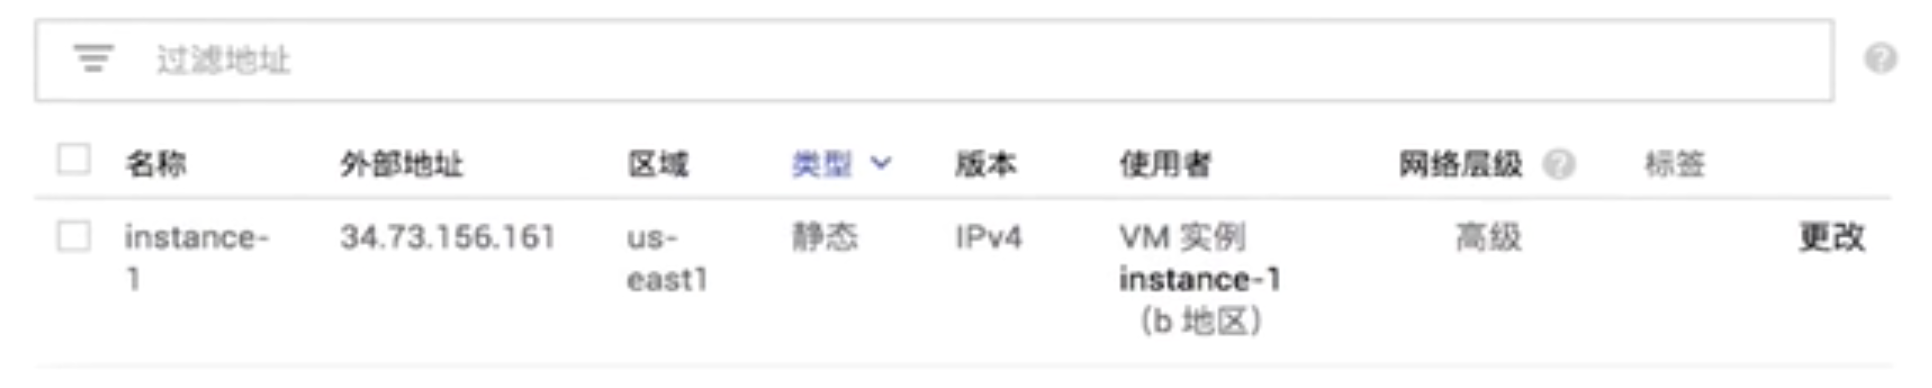 过滤地址
名称 外部地址 区域 类型 版本 使用者 网络层级 标签
instance- 34.73.156.161 us- 静态 IPv4 VM 实例 高级 更改
1 east1 instance-1
(b 地区)